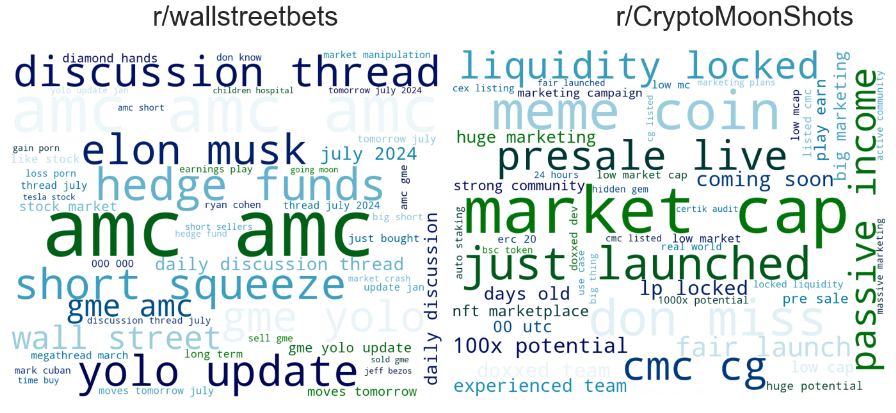 r/wallstreetbets
diamond hands
don know
market manipulation
discussion thread
yolo update jan
children hospital
tomorrow july 2024
amc amc amc
amc short
gain porn
elon musk
tomorrow july
july 2024
like stock
loss porn
earnings play
going moon
thread july
hedge funds
amc gme
tesla stock
stock market
ryan cohen
thread july 2024
big short
amc amc
short sellers
hedge fund
just bought
000 000
daily discussion thread
market crash
short squeeze
update jan
gme amc
gme yolo
discussion thread july
wall street
sell gme
megathread march
long term
gme yolo update
sold gme
mark cuban
yolo update
jeff bezos
time buy
moves tomorrow july
moves tomorrow
daily discussion
r/CryptoMoonShots
liquidity locked
cex listing
fair launched
marketing plans
low mc
marketing campaign
meme coin
cg listed
low mcap
listed cmc
play earn
big marketing
active community
huge marketing
presale live
24 hours
low market cap
coming soon
strong community
hidden gem
market cap
certik audit
auto staking
erc 20
cmc listed
low market
doxxed dev
real world
bsc token
use case
big thing
just launched
passive income
massive marketing
days old
lp locked
locked liquidity
1000x potential
pre sale
nft marketplace
00 utc
don miss
100x potential
fair launch
doxxed team
cmc cg
low cap
experienced team
huge potential